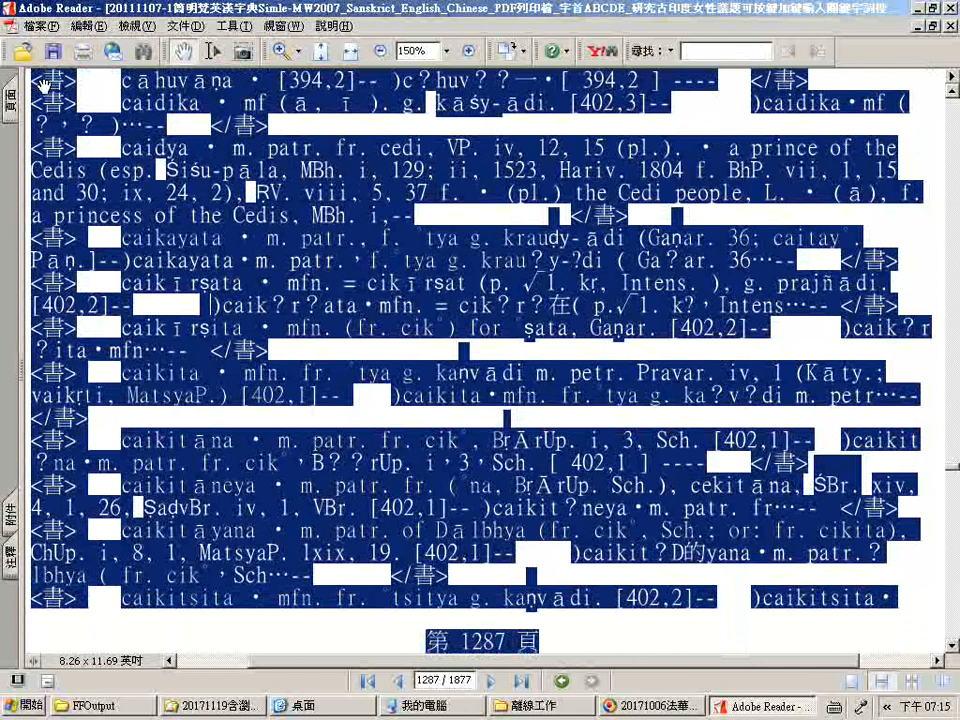 Adobe Reader - [20111107-1簡明梵英漢字典Simle-MW2007_Sanskrict_English_Chinese_PDF列印檔_字首ABCDE_研究古印度女性議題可按鍵加鍵輸入關鍵字詞搜
檔案(F) 編輯(E) 檢視(V) 文件(D) 工具(T) 視窗(W) 說明(H)
150% 尋找：
頁面
<書> cāhuvāṇa ‧ [394,2]-- )c?huv??一‧[ 394,2 ] ---- </書>
<書> caidika ‧ mf (ā, ī ). g. kāśy-ādi. [402,3]-- )caidika‧mf (
?，? )…-- </書>
<書> caidya ‧ m. patr. fr. cedi, VP. iv, 12, 15 (pl.). ‧ a prince of the
Cedis (esp. Śiśu-pāla, MBh. i, 129; ii, 1523, Hariv. 1804 f. BhP. vii, 1, 15
and 30; ix, 24, 2), ṚV. viii, 5, 37 f. ‧ (pl.) the Cedi people, L. ‧ (ā), f.
a princess of the Cedis, MBh. i,-- </書>
<書> caikayata ‧ m. patr., f. °tya g. krauḍy-ādi (Gaṇar. 36; caitay°.
Pāṇ.]--)caikayata‧m. patr.，f. °tya g. krau?y-?di ( Ga?ar. 36…-- </書>
<書> caikīrṣata ‧ mfn. = cikīrṣat (p. √1. kṛ, Intens. ), g. prajñādi.
[402,2]-- )caik?r?ata‧mfn. = cik?r?在( p.√1. k?, Intens…-- </書>
<書> caikīrṣita ‧ mfn. (fr. cik°) for °ṣata, Gaṇar. [402,2]-- )caik?r
?ita‧mfn…-- </書>
<書> caikita ‧ mfn. fr. °tya g. kaṇvādi m. petr. Pravar. iv, 1 (Kāty.;
vaikṛti, MatsyaP.) [402,1]-- )caikita‧mfn. fr. °tya g. ka?v?di m. petr…--
</書>
<書> caikitāna ‧ m. patr. fr. cik°, BṛĀrUp. i, 3, Sch. [402,1]-- )caikit
?na‧m. patr. fr. cik°，B??rUp. i，3，Sch. [ 402,1 ] ---- </書>
<書> caikitāneya ‧ m. patr. fr. ( °na, BṛĀrUp. Sch.), cekitāna, ŚBr. xiv,
4, 1, 26, ṢaḍvBr. iv, 1, VBr. [402,1]-- )caikit?neya‧m. patr. fr…-- </書>
<書> caikitāyana ‧ m. patr. of Dālbhya (fr. cik°, Sch.; or: fr. cikita),
ChUp. i, 8, 1, MatsyaP. lxix, 19. [402,1]-- )caikit?D的yana‧m. patr.?
lbhya ( fr. cik°，Sch…-- </書>
<書> caikitsita ‧ mfn. fr. °tsitya g. kaṇvādi. [402,2]-- )caikitsita‧
第 1287 頁
附件
注釋
8.26 x 11.69 英吋
1287 / 1877
開始 FFOutput 20171119含瀏... 桌面 我的電腦 離線工作 20171006法華... Adobe Reader - [... 下午 07:15